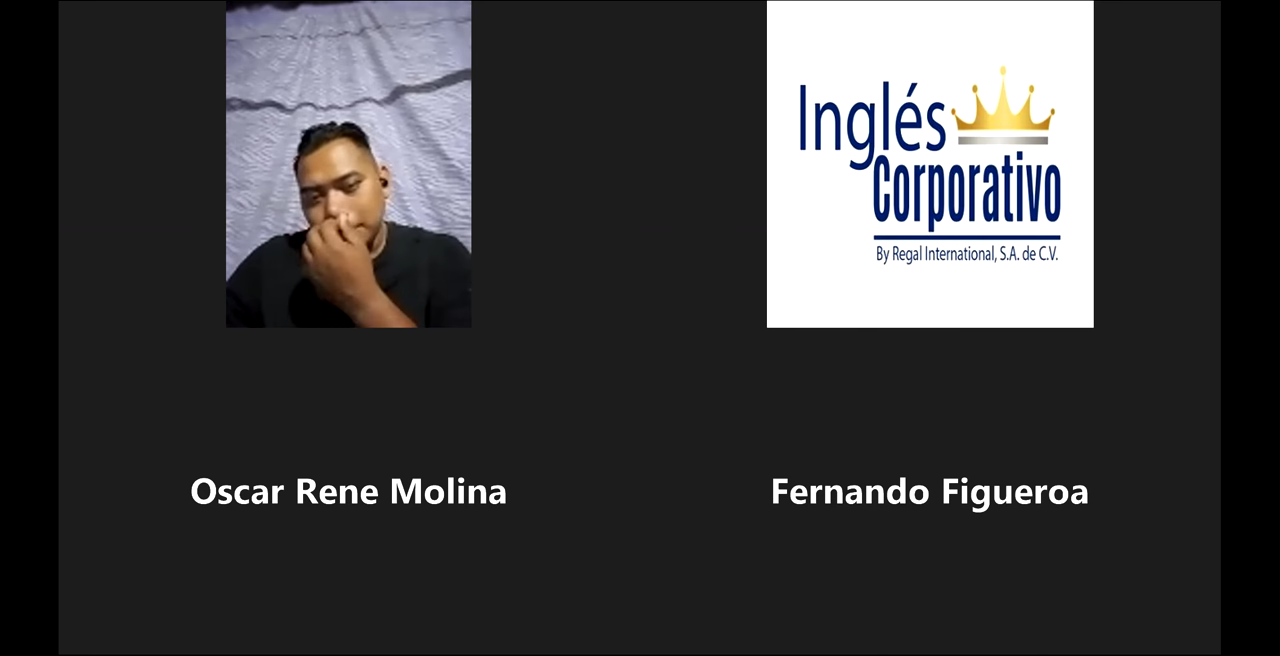 Inglés
Corporativo
By Regal International, S.A. de C.V.
Oscar Rene Molina
Fernando Figueroa